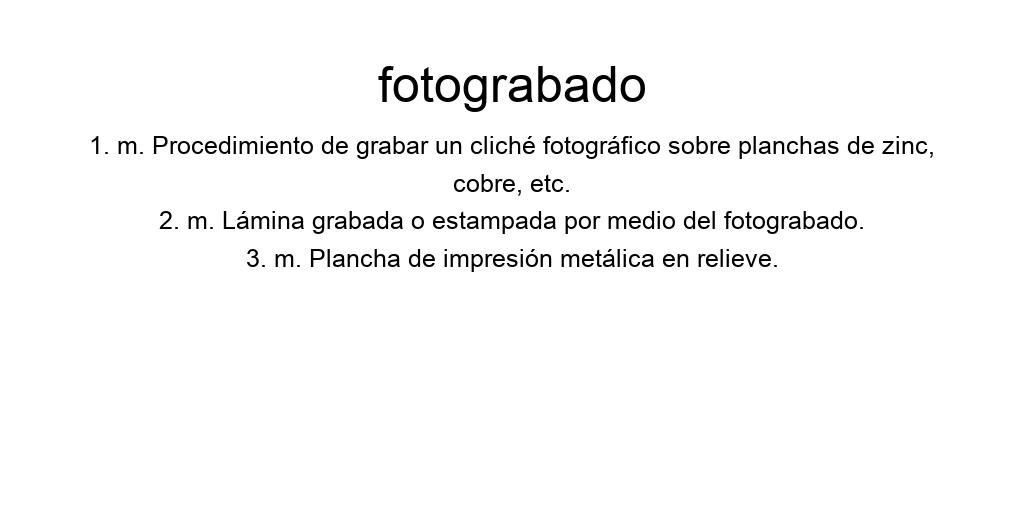 fotograbado
1. m. Procedimiento de grabar un cliché fotográfico sobre planchas de zinc,
cobre, etc.
2. m. Lámina grabada o estampada por medio del fotograbado.
3. m. Plancha de impresión metálica en relieve.